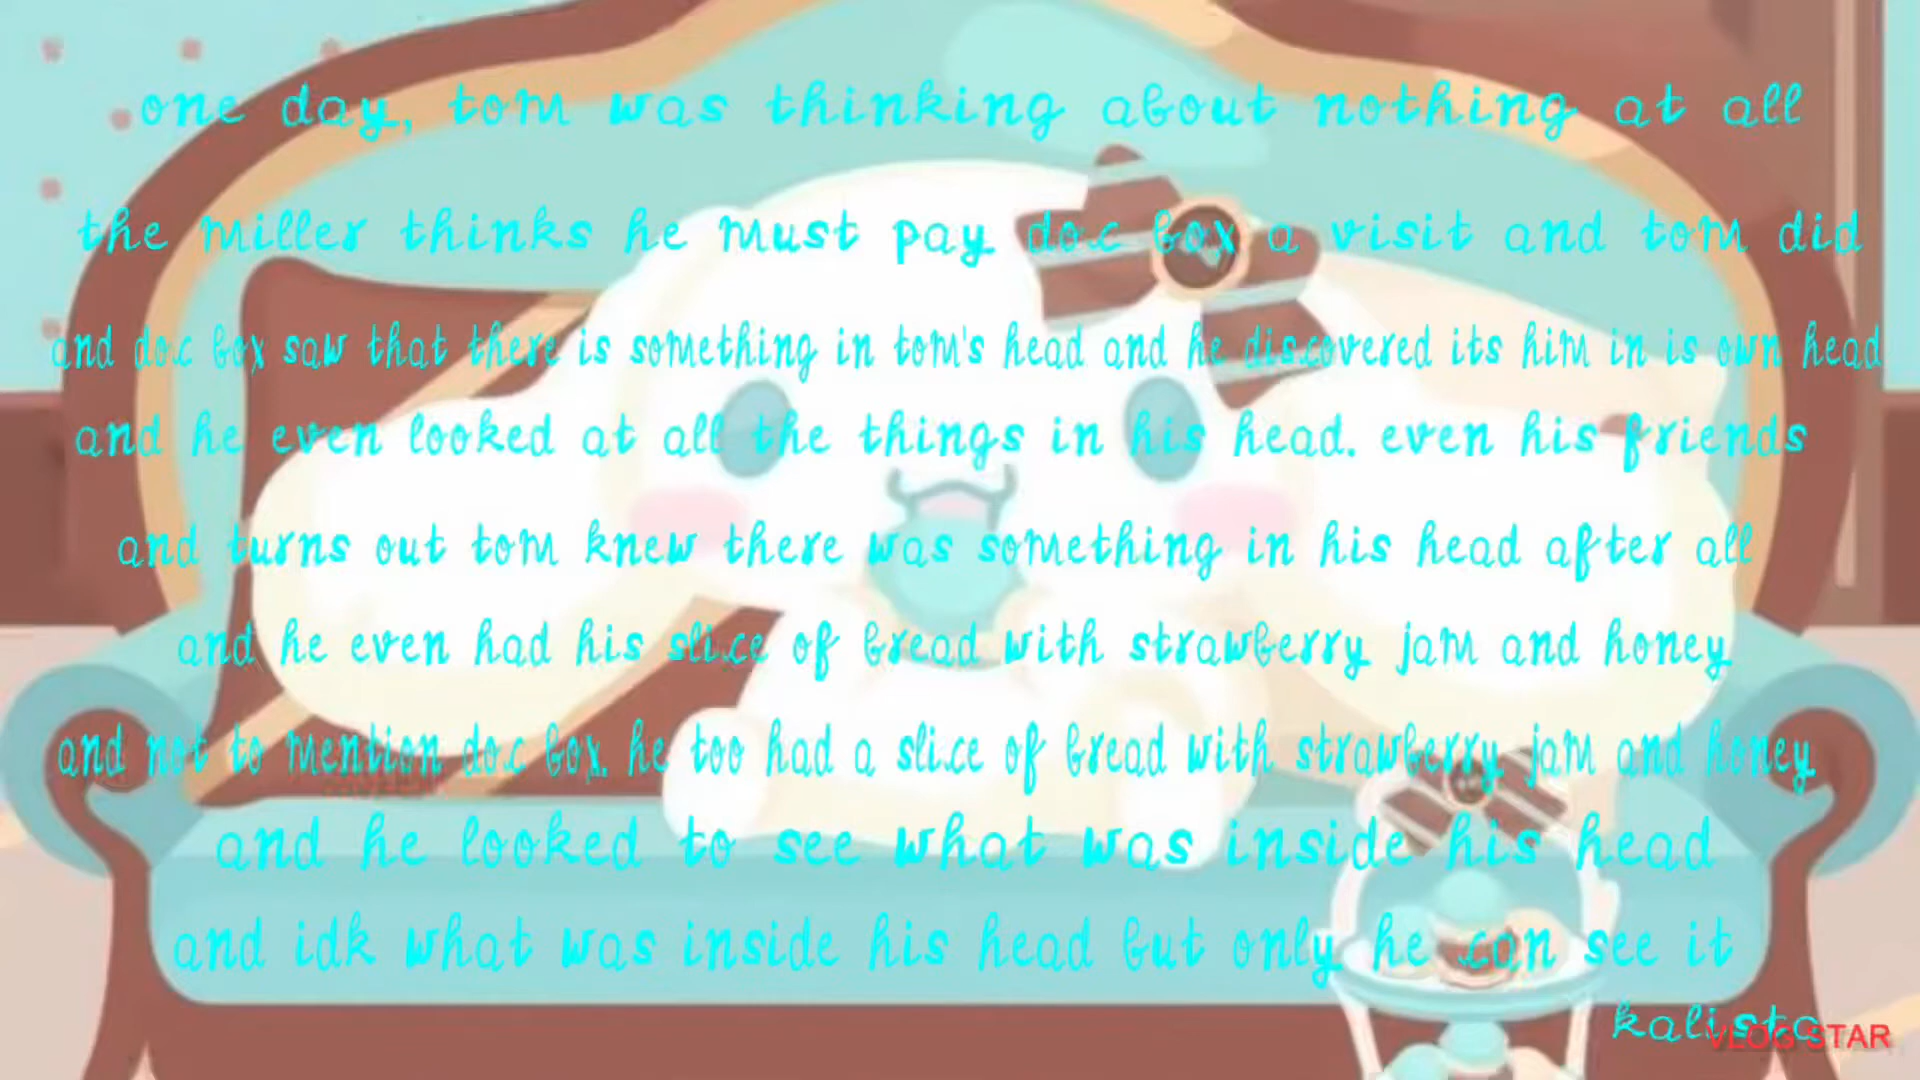 one day, tom was thinking about nothing at all
the miller thinks he must pay doc box a visit and tom did
and doc box saw that there is something in tom's head and he discovered its him in is own head
and he even looked at all the things in his head. even his friends
and turns out tom knew there was something in his head after all
and he even had his slice of bread with strawberry jam and honey
and not to mention doc box. he too had a slice of bread with strawberry jam and honey
and he looked to see what was inside his head
and idk what was inside his head but only he can see it
kalista
VLOG STAR